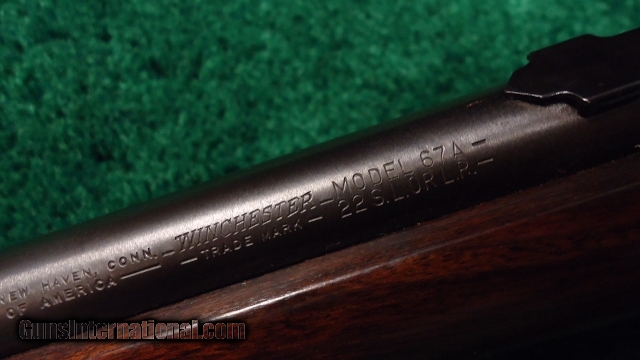 NEW HAVEN, CONN. — WINCHESTER — MODEL 67A —
OF AMERICA — TRADE MARK — 22 S.L.OR L.R. —
GunsInternational.com